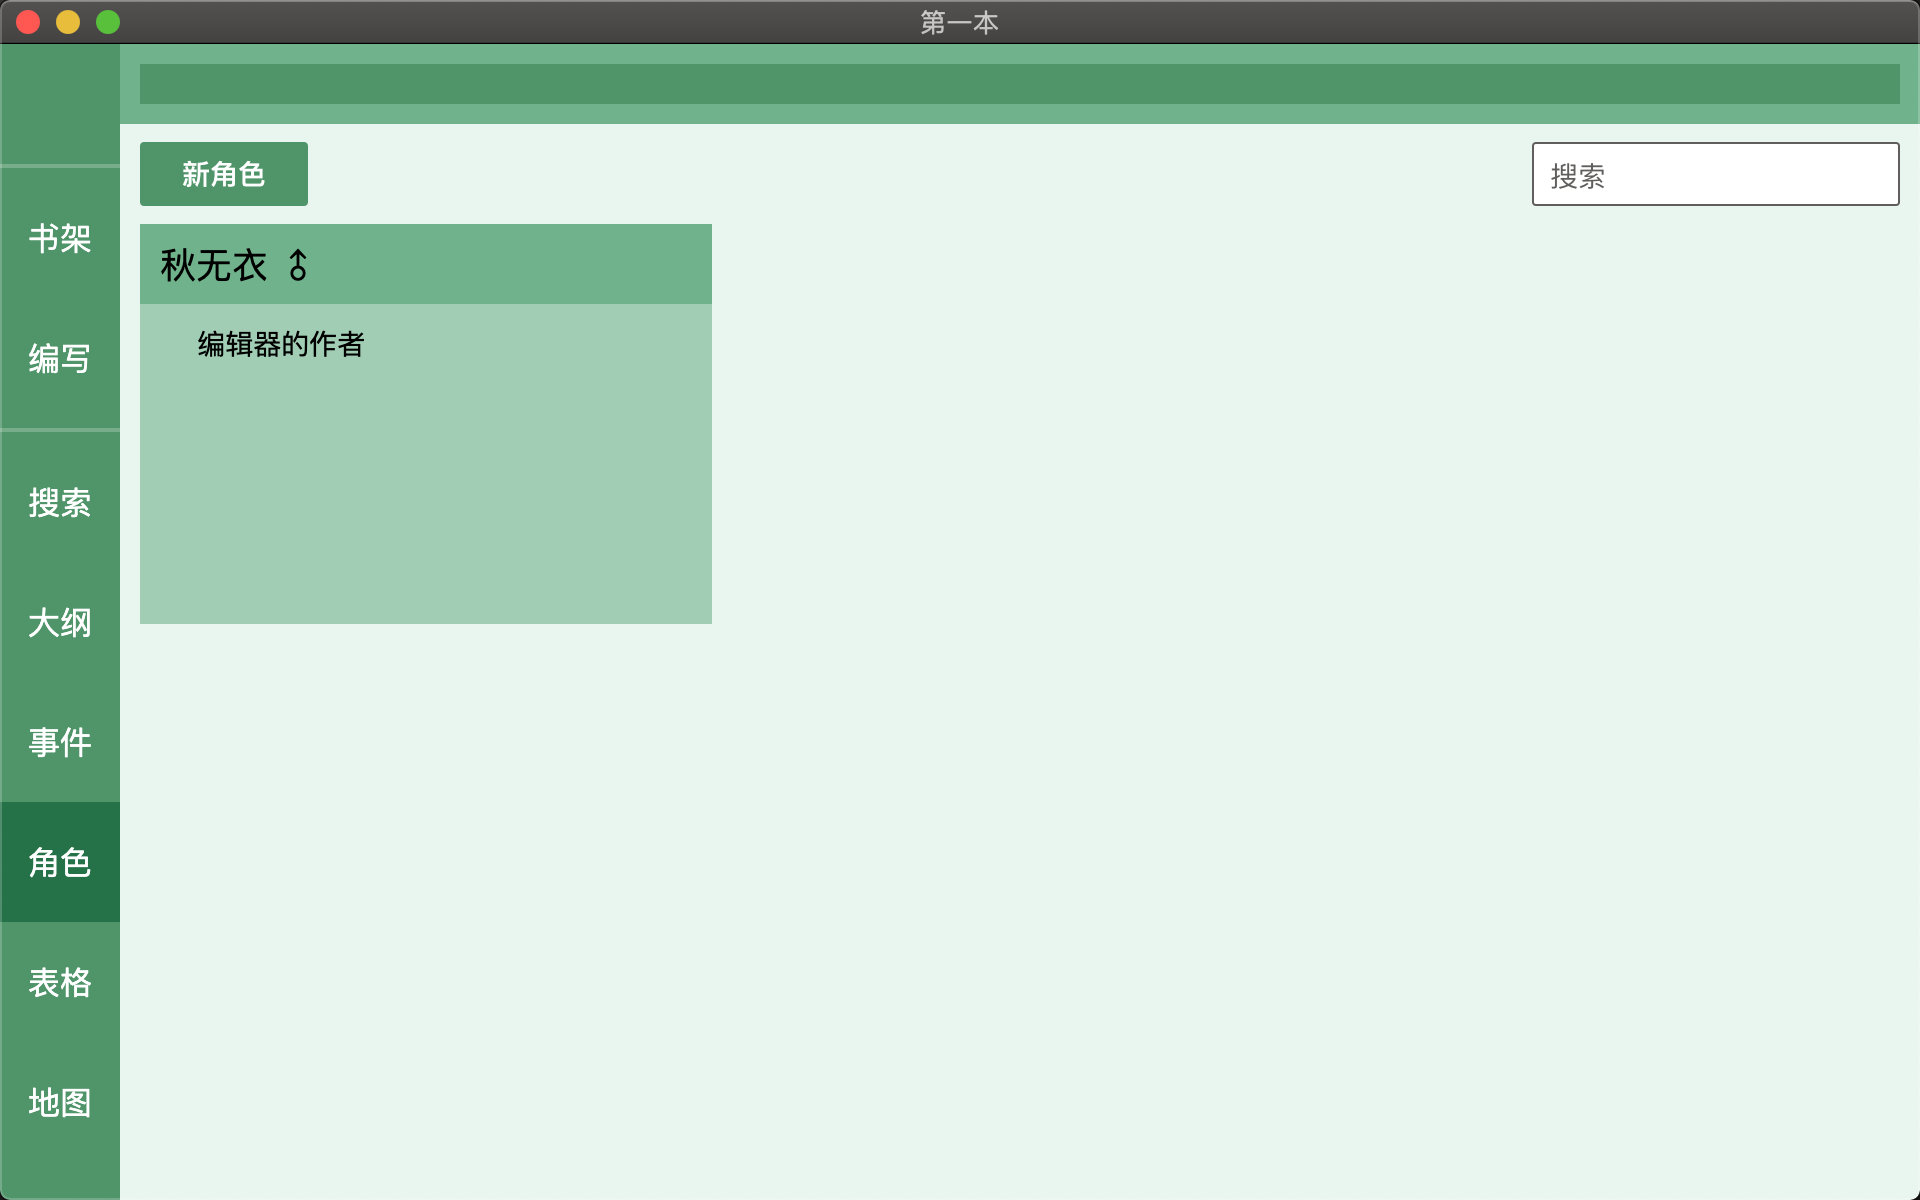 第一本
书架
编写
搜索
大纲
事件
角色
表格
地图
新角色
搜索
秋无衣 ⚨
编辑器的作者